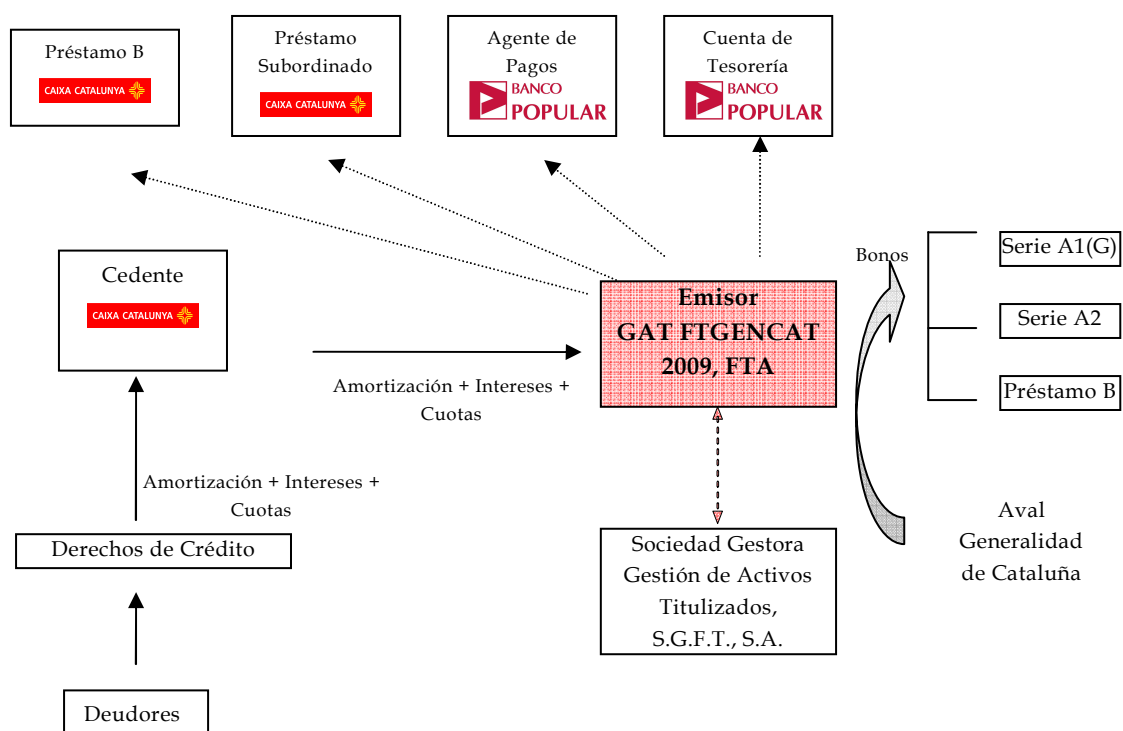 Préstamo B
CAIXA CATALUNYA
Préstamo
Subordinado
CAIXA CATALUNYA
Agente de
Pagos
BANCO
POPULAR
Cuenta de
Tesorería
BANCO
POPULAR
Cedente
CAIXA CATALUNYA
Amortización + Intereses +
Cuotas
Emisor
GAT FTGENCAT
2009, FTA
Bonos
Serie A1(G)
Serie A2
Préstamo B
Amortización + Intereses +
Cuotas
Derechos de Crédito
Deudores
Sociedad Gestora
Gestión de Activos
Titulizados,
S.G.F.T., S.A.
Aval
Generalidad
de Cataluña